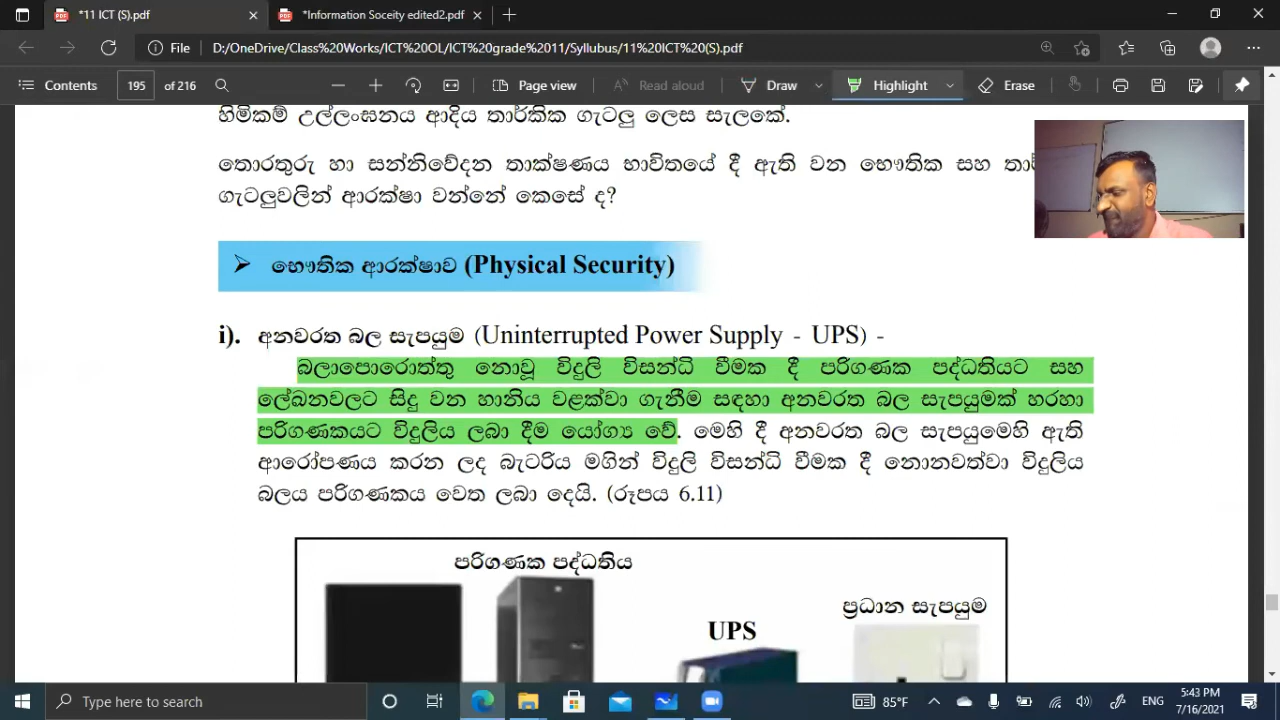 *11 ICT (S).pdf
*Information Soceity edited2.pdf
File
D:/OneDrive/Class%20Works/ICT%20OL/ICT%20grade%2011/Syllubus/11%20ICT%20(S).pdf
Contents
195 of 216
Page view
Read aloud
Draw
Highlight
Erase
හිමිකම් උල්ලංඝනය ආදිය තාර්කික ගැටලු ලෙස සැලකේ.
තොරතුරු හා සන්නිවේදන තාක්ෂණය භාවිතයේ දී ඇති වන භෞතික සහ
ගැටලුවලින් ආරක්ෂා වන්නේ කෙසේ ද?
භෞතික ආරක්ෂාව (Physical Security)
i). අනවරත බල සැපයුම (Uninterrupted Power Supply - UPS) -
බලාපොරොත්තු නොවූ විදුලි විසන්ධි වීමක දී පරිගණක පද්ධතියට සහ
ලේඛනවලට සිදු වන හානිය වළක්වා ගැනීම සඳහා අනවරත බල සැපයුමක් හරහා
පරිගණකයට විදුලිය ලබා දීම යෝග්‍ය වේ. මෙහි දී අනවරත බල සැපයුමෙහි ඇති
ආරෝපණය කරන ලද බැටරිය මගින් විදුලි විසන්ධි වීමක දී නොනවත්වා විදුලිය
බලය පරිගණකය වෙත ලබා දෙයි. (රූපය 6.11)
පරිගණක පද්ධතිය
ප්‍රධාන සැපයුම
UPS
Type here to search
85°F
ENG
5:43 PM
7/16/2021